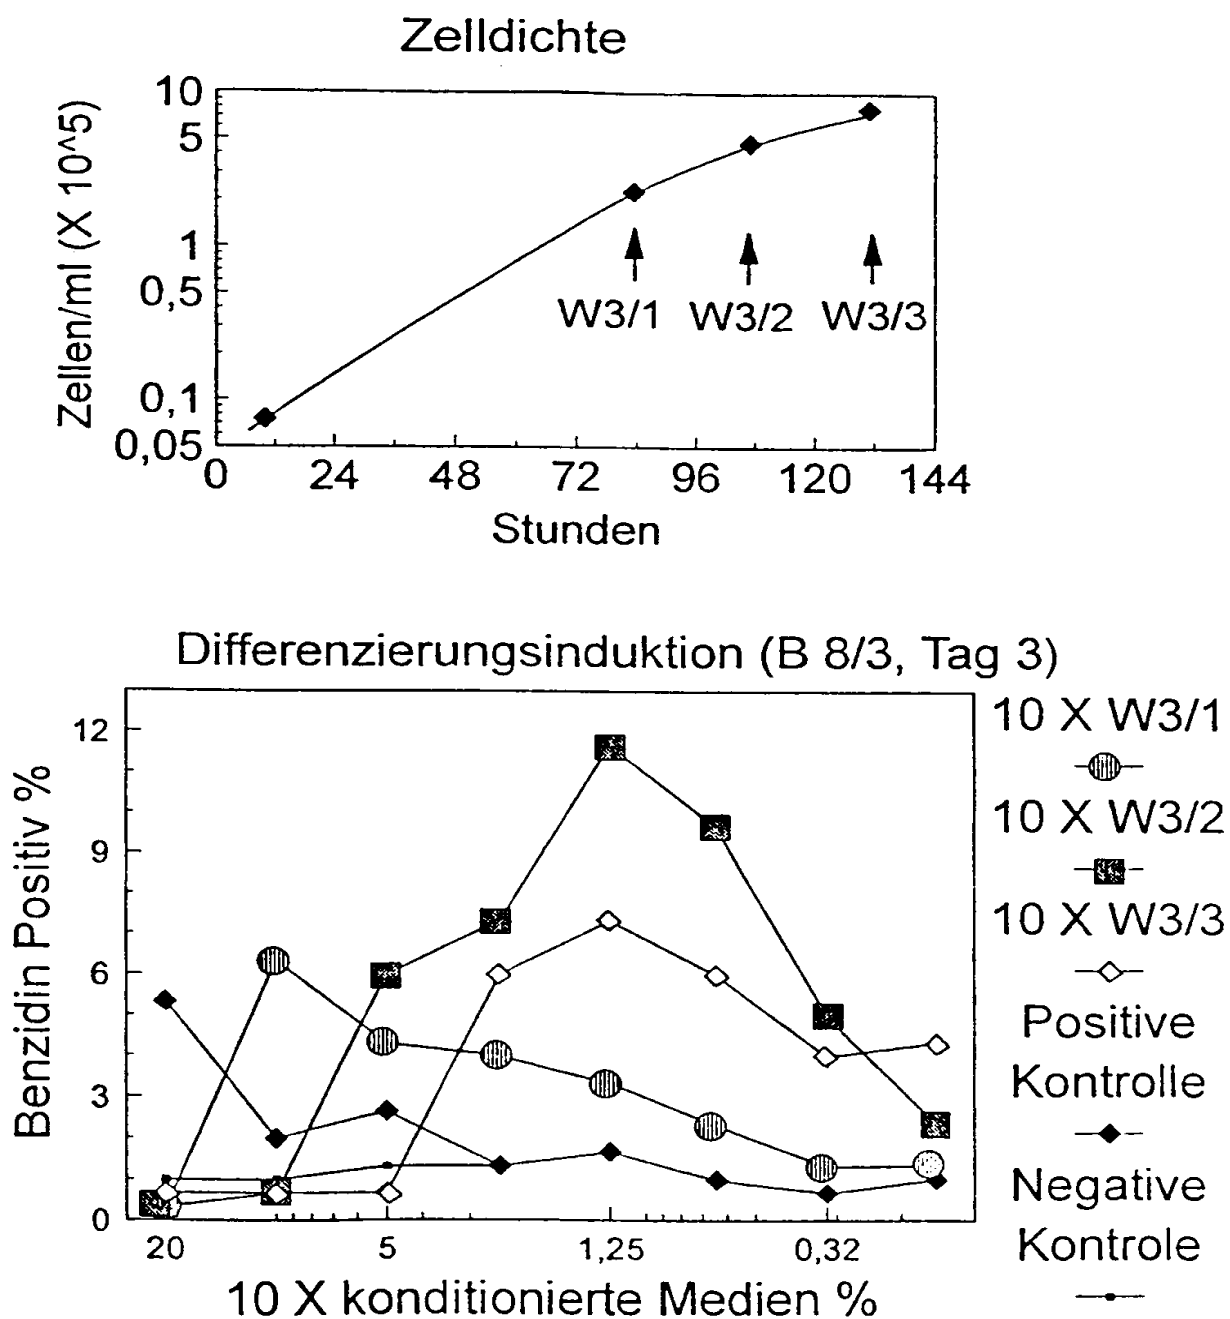 Zelldichte
Zellen/ml (X 10^5)
10
5
1
0,5
0,1
0,05
W3/1 W3/2 W3/3
0 24 48 72 96 120 144
Stunden
Differenzierungsinduktion (B 8/3, Tag 3)
Benzidin Positiv %
12
9
6
3
0
20 5 1,25 0,32
10 X konditionierte Medien %
10 X W3/1
10 X W3/2
10 X W3/3
Positive
Kontrolle
Negative
Kontrole